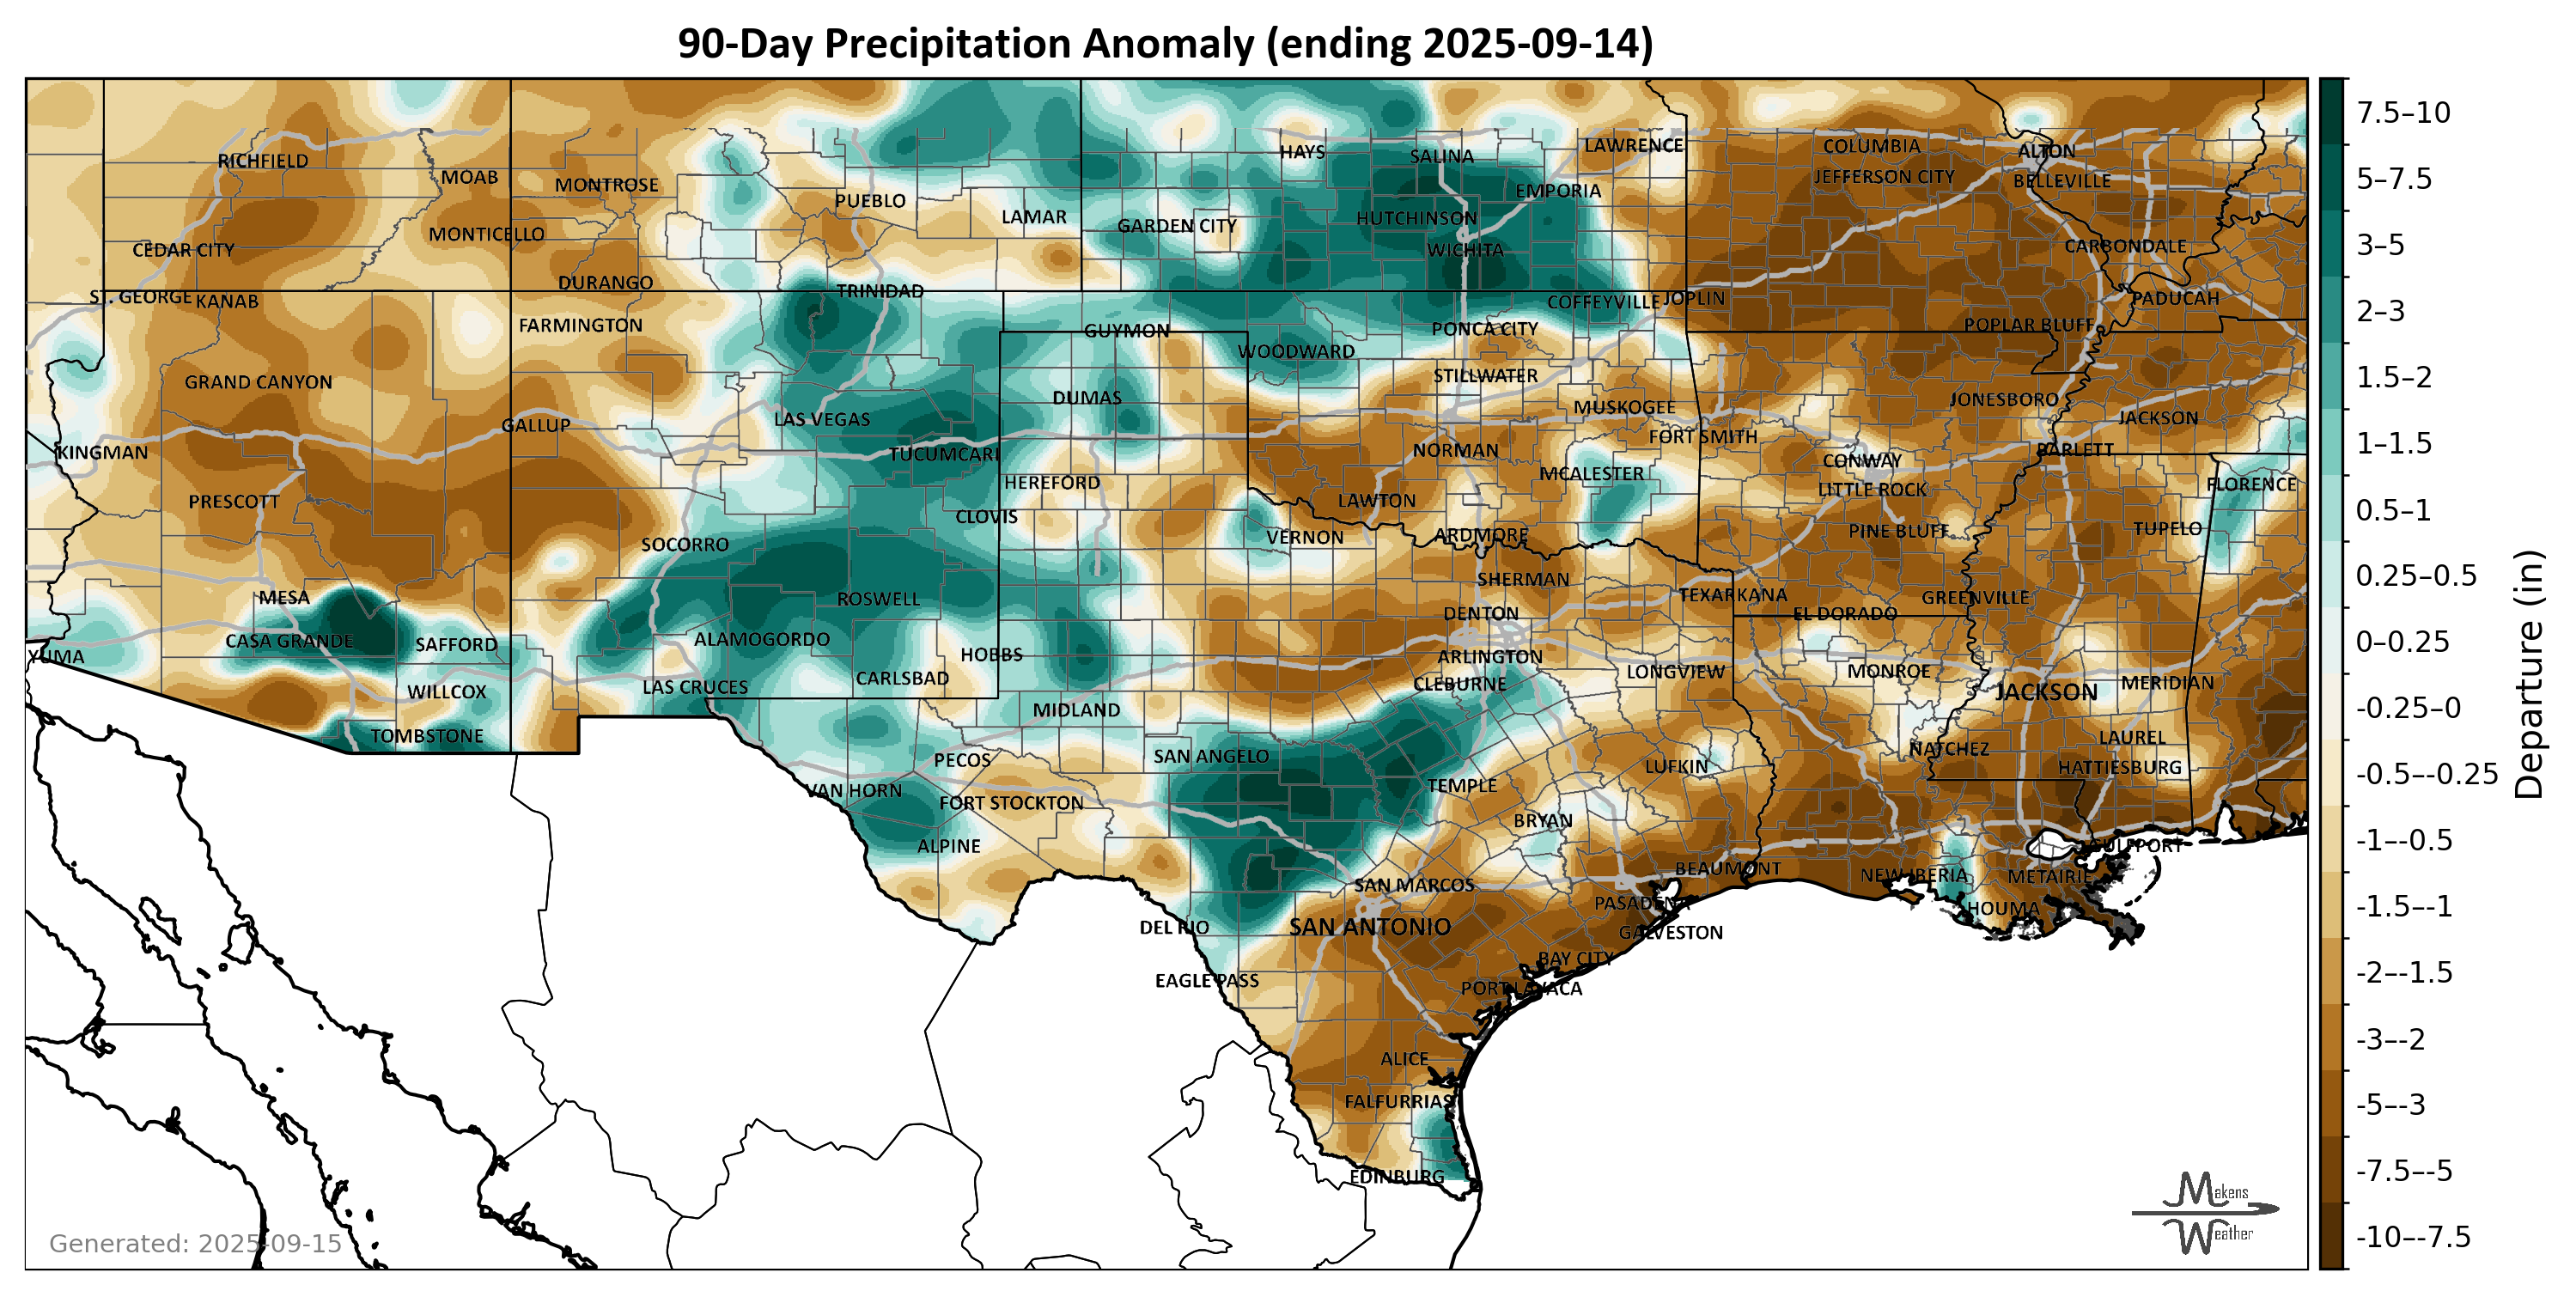 90-Day Precipitation Anomaly (ending 2025-09-14)
RICHFIELD
MOAB
MONTROSE
PUEBLO
LAMAR
HAYS
SALINA
LAWRENCE
COLUMBIA
ALTON
JEFFERSON CITY
BELLEVILLE
EMPORIA
GARDEN CITY
HUTCHINSON
WICHITA
CEDAR CITY
MONTICELLO
CARBONDALE
DURANGO
TRINIDAD
ST. GEORGE
KANAB
COFFEYVILLE
JOPLIN
PADUCAH
FARMINGTON
GUYMON
PONCA CITY
POPLAR BLUFF
WOODWARD
GRAND CANYON
STILLWATER
DUMAS
MUSKOGEE
JONESBORO
GALLUP
LAS VEGAS
JACKSON
KINGMAN
TUCUMCARI
NORMAN
FORT SMITH
BARLETT
PRESCOTT
HEREFORD
LAWTON
MCALESTER
CONWAY
LITTLE ROCK
FLORENCE
CLOVIS
SOCORRO
VERNON
ARDMORE
PINE BLUFF
TUPELO
SHERMAN
MESA
ROSWELL
DENTON
TEXARKANA
EL DORADO
GREENVILLE
CASA GRANDE
SAFFORD
ALAMOGORDO
YUMA
HOBBS
ARLINGTON
LONGVIEW
MONROE
WILLCOX
LAS CRUCES
CARLSBAD
CLEBURNE
JACKSON
MERIDIAN
MIDLAND
TOMBSTONE
PECOS
SAN ANGELO
NATCHEZ
LAUREL
LUFKIN
HATTIESBURG
VAN HORN
FORT STOCKTON
TEMPLE
BRYAN
ALPINE
GULFPORT
SAN MARCOS
BEAUMONT
NEW IBERIA
METAIRIE
PASADENA
HOUMA
DEL RIO
SAN ANTONIO
GALVESTON
BAY CITY
EAGLE PASS
PORT LAVACA
ALICE
FALFURRIAS
EDINBURG
Generated: 2025-09-15
Makens
Weather
7.5–10
5–7.5
3–5
2–3
1.5–2
1–1.5
0.5–1
0.25–0.5
0–0.25
-0.25–0
-0.5–-0.25
-1–-0.5
-1.5–-1
-2–-1.5
-3–-2
-5–-3
-7.5–-5
-10–-7.5
Departure (in)